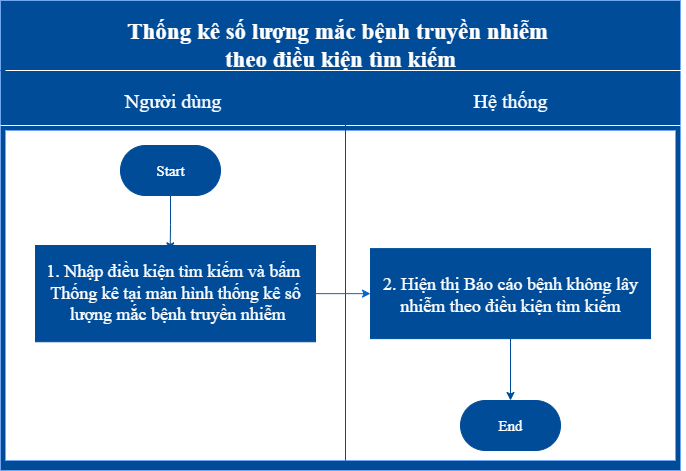 Thống kê số lượng mắc bệnh truyền nhiễm
theo điều kiện tìm kiếm
Người dùng
Hệ thống
Start
1. Nhập điều kiện tìm kiếm và bấm
Thống kê tại màn hình thống kê số
lượng mắc bệnh truyền nhiễm
2. Hiện thị Báo cáo bệnh không lây
nhiễm theo điều kiện tìm kiếm
End